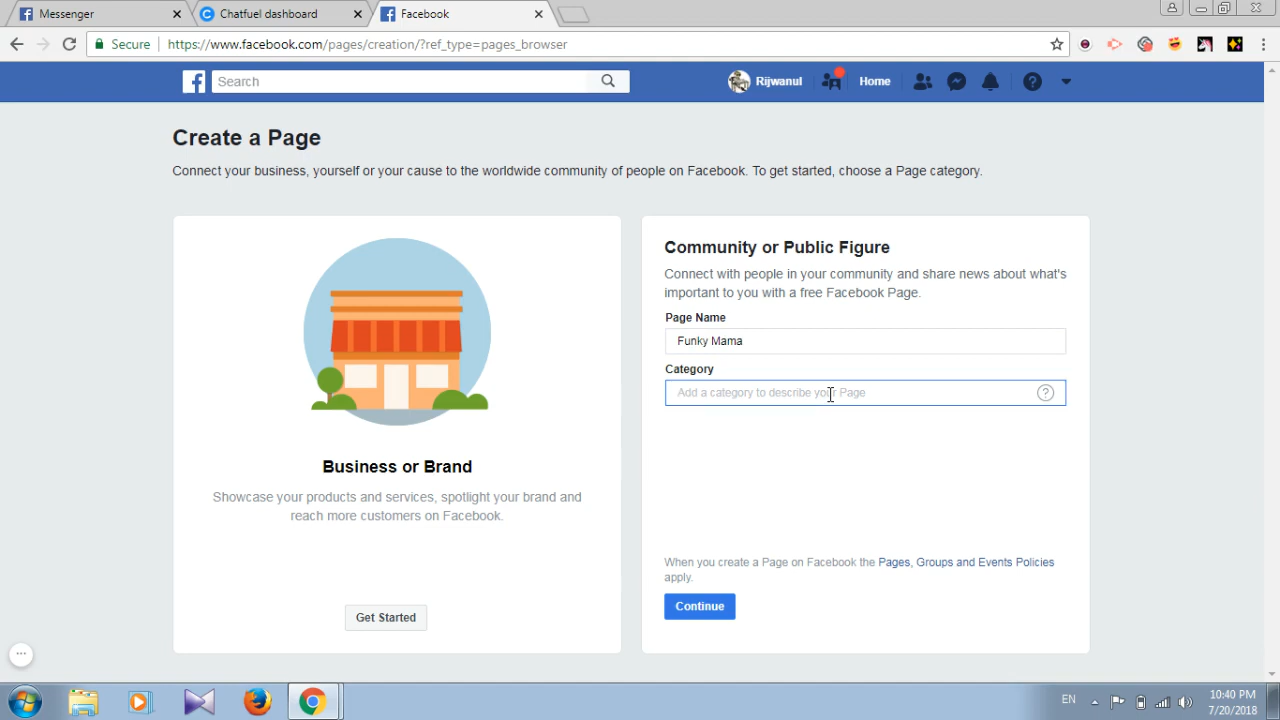 Messenger
Chatfuel dashboard
Facebook
Secure
https://www.facebook.com/pages/creation/?ref_type=pages_browser
Search
Rijwanul
Home
Create a Page
Connect your business, yourself or your cause to the worldwide community of people on Facebook. To get started, choose a Page category.
Business or Brand
Showcase your products and services, spotlight your brand and
reach more customers on Facebook.
Get Started
Community or Public Figure
Connect with people in your community and share news about what's
important to you with a free Facebook Page.
Page Name
Funky Mama
Category
Add a category to describe your Page
When you create a Page on Facebook the Pages, Groups and Events Policies
apply.
Continue
EN
10:40 PM
7/20/2018